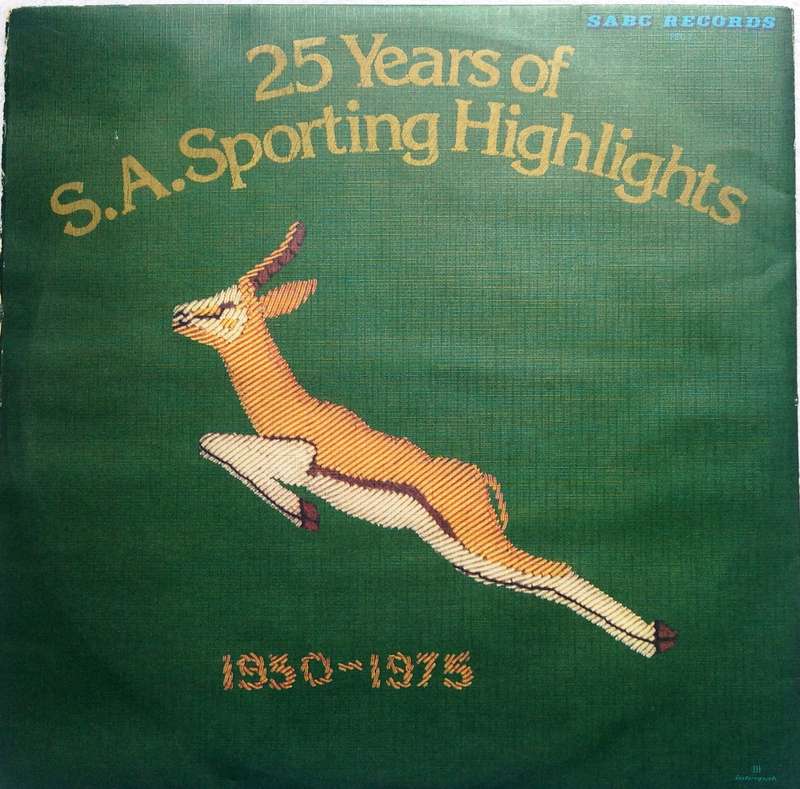 SABC RECORDS
25 Years of
S.A.Sporting Highlights
1950-1975